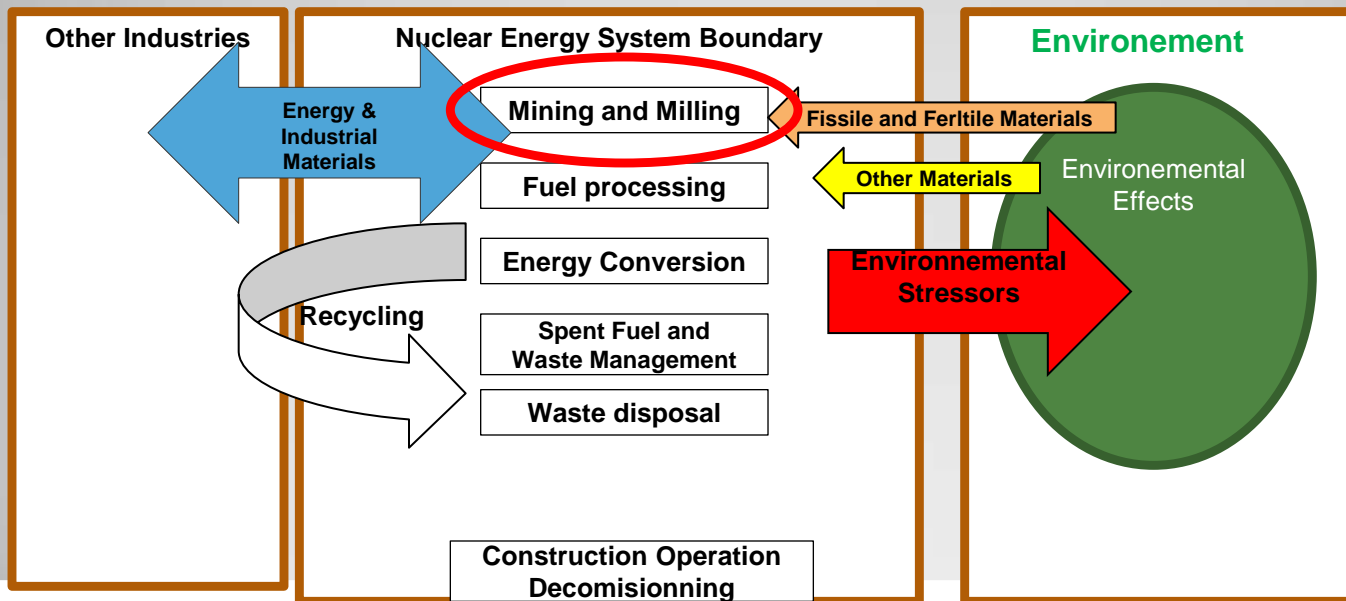 Other Industries
Nuclear Energy System Boundary
Environement
Energy &
Industrial
Materials
Mining and Milling
Fissile and Ferltile Materials
Fuel processing
Other Materials
Environemental
Effects
Energy Conversion
Environnemental
Stressors
Recycling
Spent Fuel and
Waste Management
Waste disposal
Construction Operation
Decomisionning